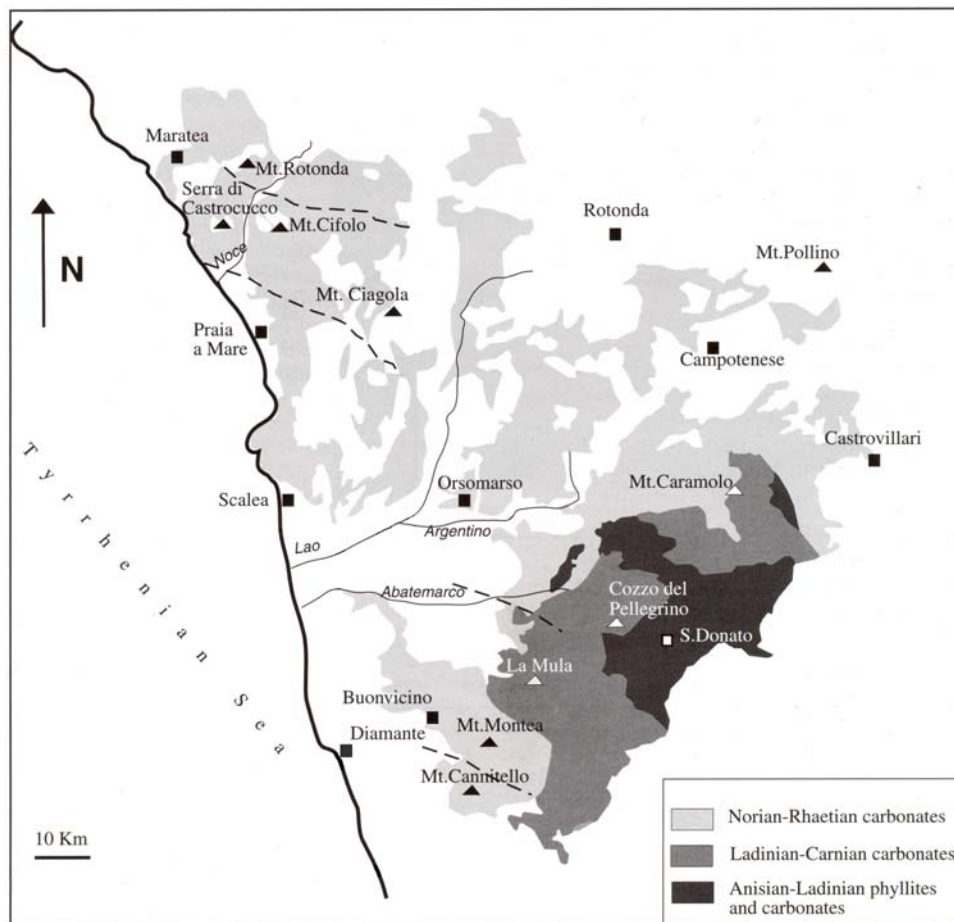 Maratea
Mt.Rotonda
Serra di
Castrocucco
Mt.Cifolo
Rotonda
Noce
Mt.Pollino
N
Mt. Ciagola
Praia
a Mare
Campotenese
Castrovillari
Mt.Caramolo
Scalea
Orsomarso
Argentino
Lao
Tyrrhenian Sea
Abatemarco
Cozzo del
Pellegrino
S.Donato
La Mula
Buonvicino
Mt.Montea
Diamante
Mt.Cannitello
10 Km
Norian-Rhaetian carbonates
Ladinian-Carnian carbonates
Anisian-Ladinian phyllites
and carbonates